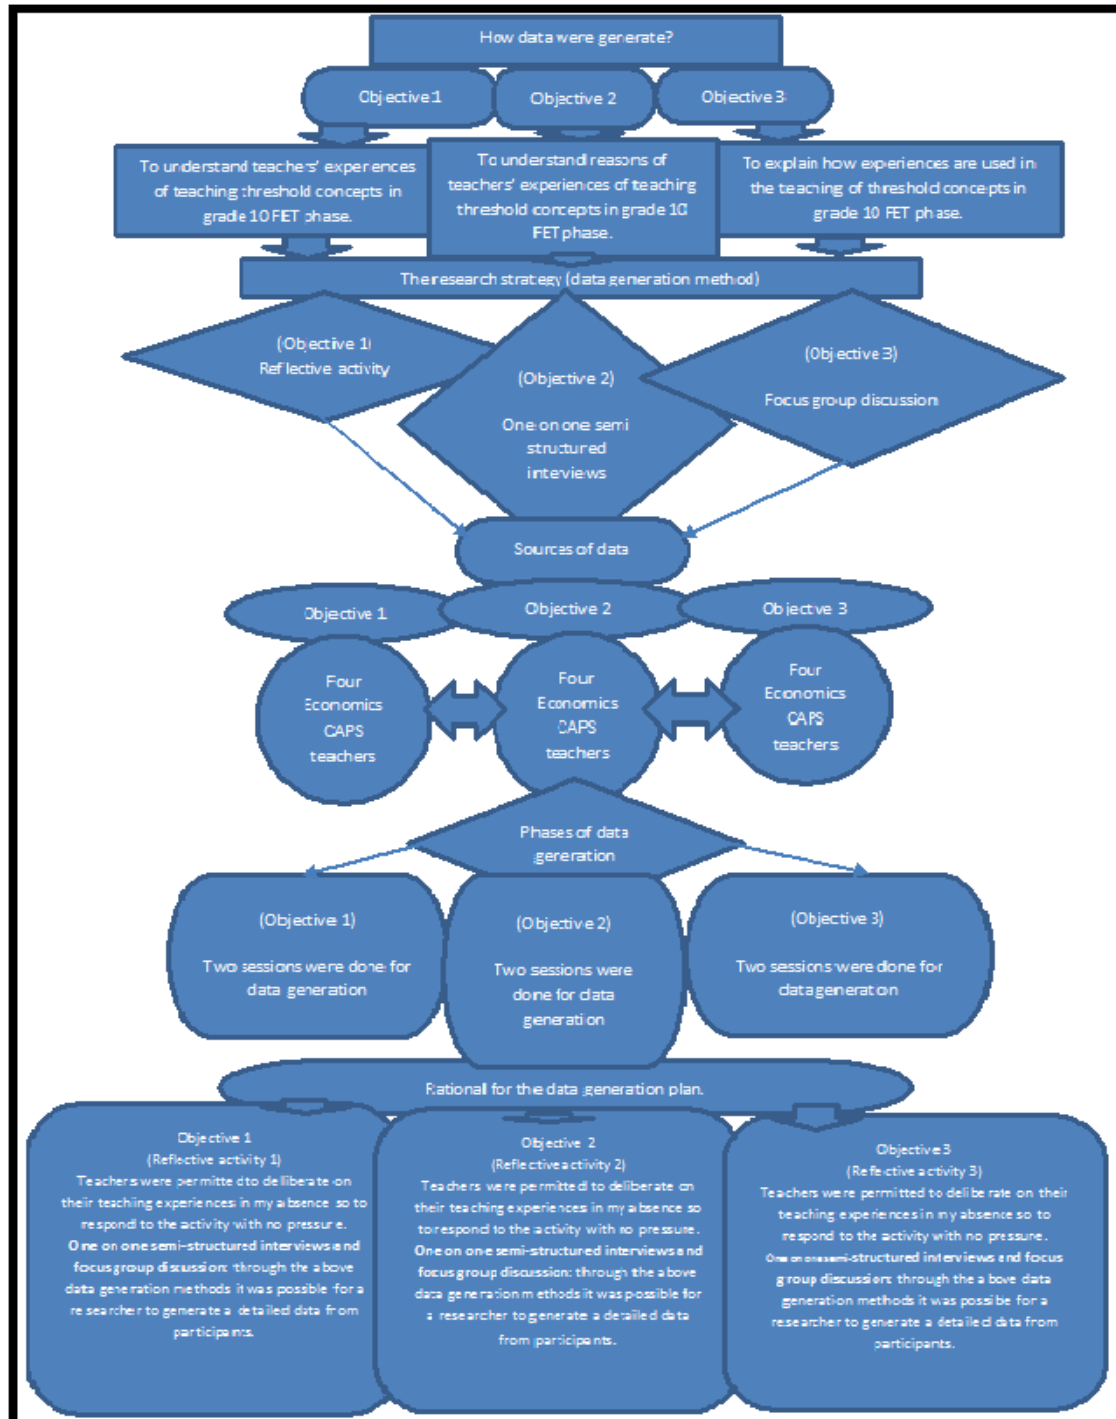 How data were generate?
Objective 1
Objective 2
Objective 3
To understand teachers' experiences
of teaching threshold concepts in
grade 10 FET phase.
To understand reasons of
teachers' experiences of teaching
threshold concepts in grade 10
FET phase.
To explain how experiences are used in
the teaching of threshold concepts in
grade 10 FET phase.
The research strategy (data generation method)
(Objective 1)
Reflective activity
(Objective 2)
One on one semi
structured
interviews
(Objective 3)
Focus group discussion
Sources of data
Objective 1
Objective 2
Objective 3
Four
Economics
CAPS
teachers
Four
Economics
CAPS
teachers
Four
Economics
CAPS
teachers
Phases of data
generation
(Objective 1)
Two sessions were done for
data generation
(Objective 2)
Two sessions were
done for data
generation
(Objective 3)
Two sessions were done for
data generation
Rational for the data generation plan.
Objective 1
(Reflective activity 1)
Teachers were permitted to deliberate on
their teaching experiences in my absence so to
respond to the activity with no pressure.
One on one semi-structured interviews and
focus group discussion: through the above
data generation methods it was possible for a
researcher to generate a detailed data from
participants.
Objective 2
(Reflective activity 2)
Teachers were permitted to deliberate on
their teaching experiences in my absence so
to respond to the activity with no pressure.
One on one semi-structured interviews and
focus group discussion: through the above
data generation methods it was possible for
a researcher to generate a detailed data
from participants.
Objective 3
(Reflective activity 3)
Teachers were permitted to deliberate on their
teaching experiences in my absence so to
respond to the activity with no pressure.
One on one semi-structured interviews and focus
group discussion: through the above data
generation methods it was possible for a
researcher to generate a detailed data from
participants.